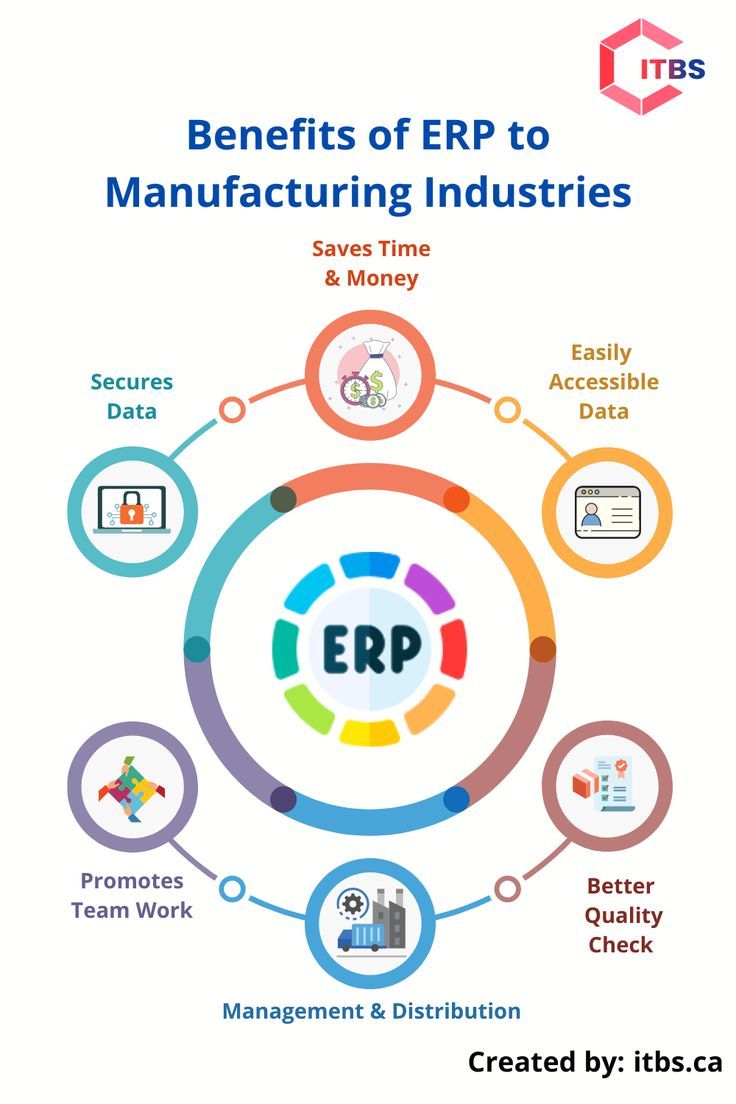 ITBS
Benefits of ERP to
Manufacturing Industries
Saves Time
& Money
Easily
Accessible
Data
Secures
Data
ERP
Promotes
Team Work
Better
Quality
Check
Management & Distribution
Created by: itbs.ca